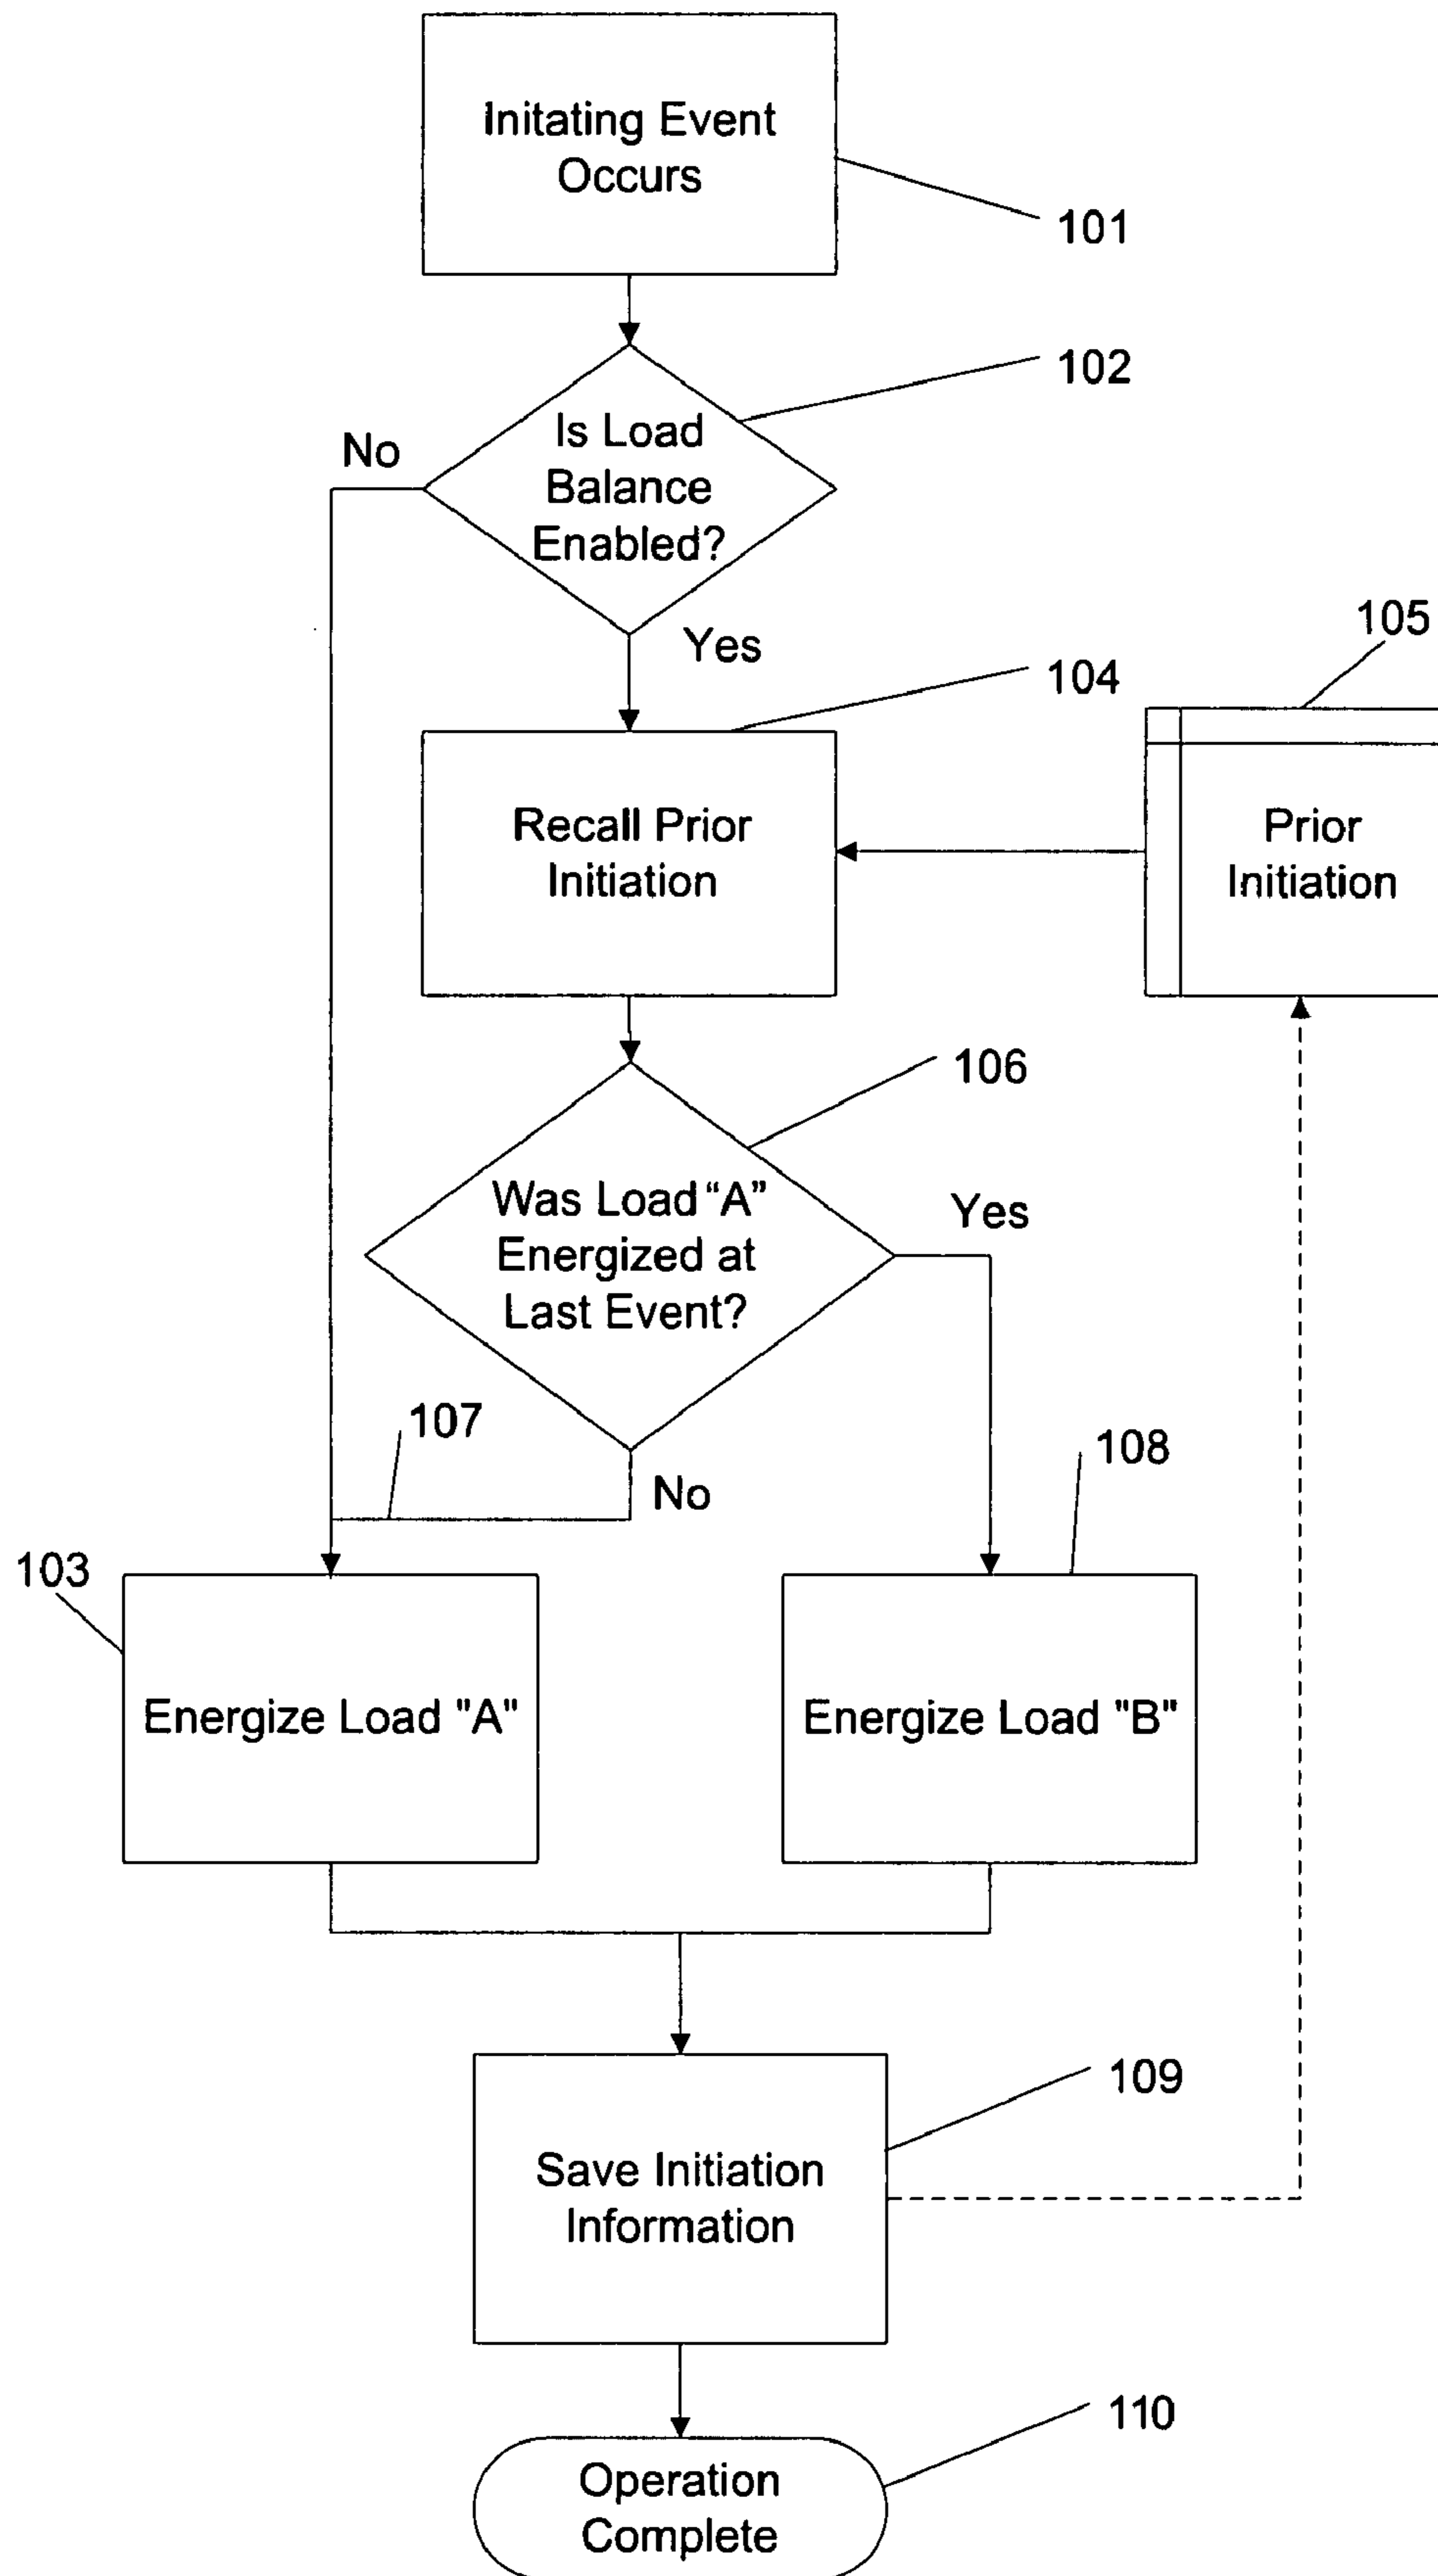 Initating Event
Occurs
101
102
Is Load
Balance
Enabled?
No
Yes
104
105
Recall Prior
Initiation
Prior
Initiation
106
Was Load “A”
Energized at
Last Event?
Yes
107
No
108
103
Energize Load "A"
Energize Load "B"
109
Save Initiation
Information
110
Operation
Complete